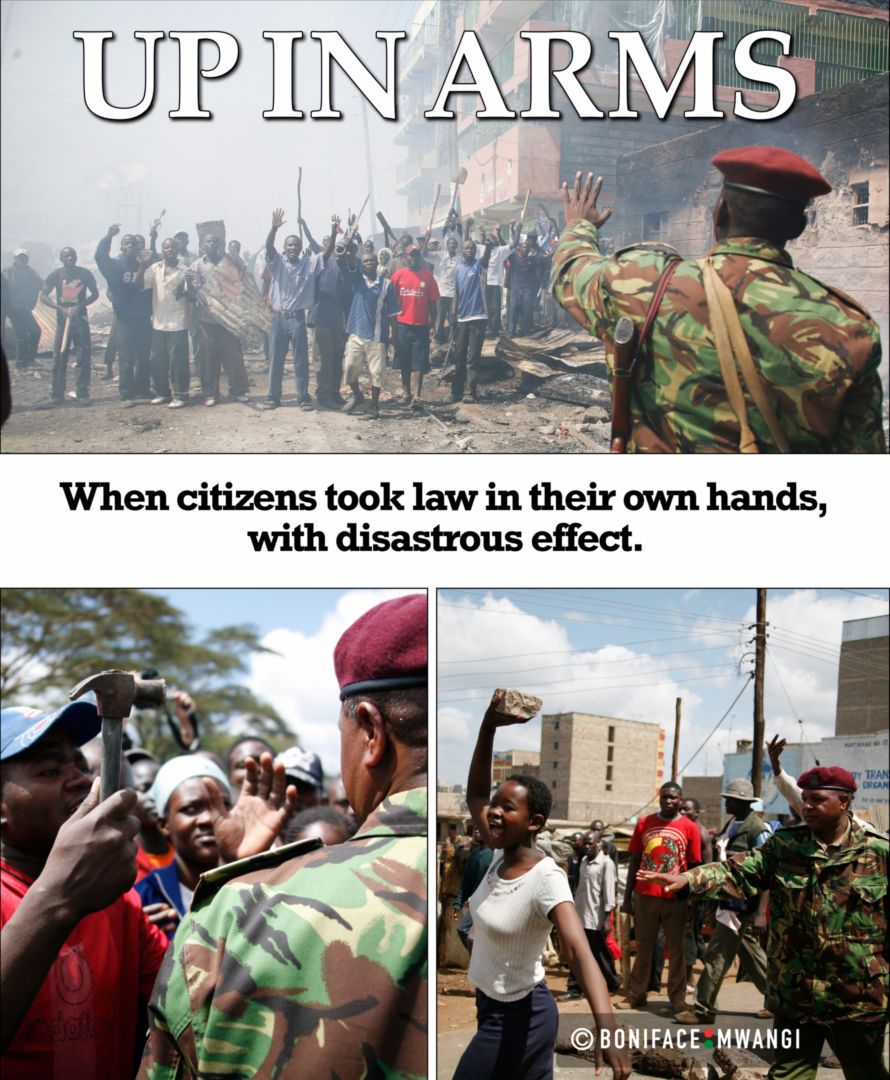 UP IN ARMS
When citizens took law in their own hands,
with disastrous effect.
© BONIFACE MWANGI